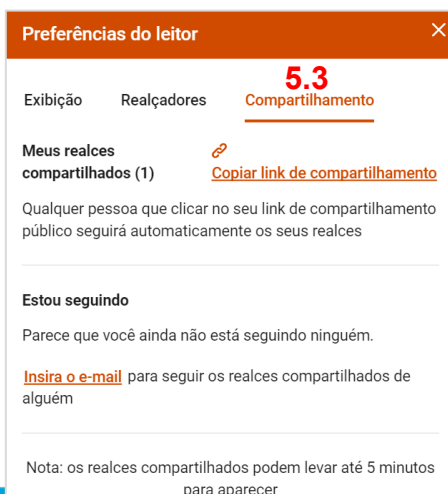 Preferências do leitor
5.3
Exibição Realçadores Compartilhamento
Meus realces
compartilhados (1) Copiar link de compartilhamento
Qualquer pessoa que clicar no seu link de compartilhamento
público seguirá automaticamente os seus realces
Estou seguindo
Parece que você ainda não está seguindo ninguém.
Insira o e-mail para seguir os realces compartilhados de
alguém
Nota: os realces compartilhados podem levar até 5 minutos
para aparecer